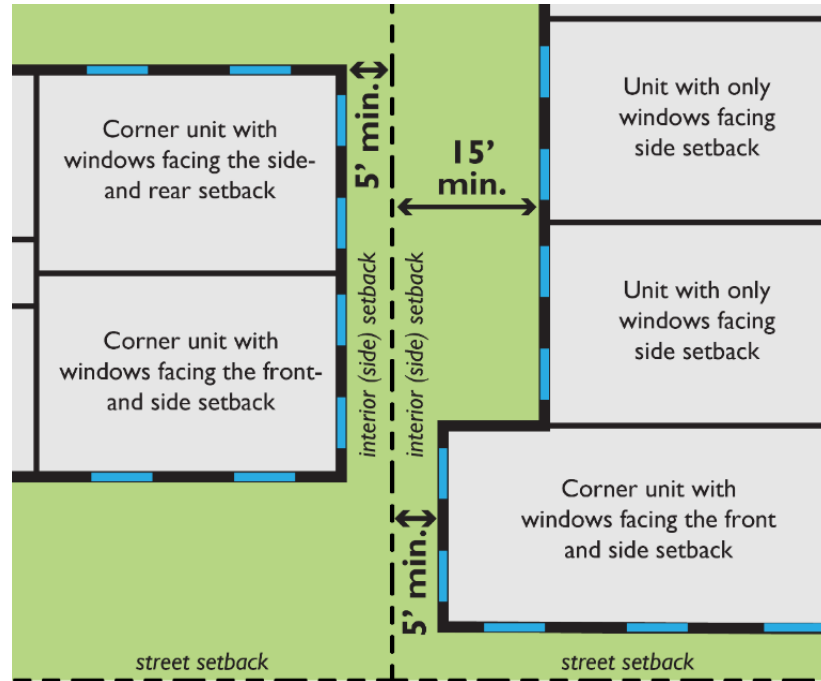 Corner unit with
windows facing the side-
and rear setback
5’ min.
15’
min.
Unit with only
windows facing
side setback
Corner unit with
windows facing the front-
and side setback
interior (side) setback
interior (side) setback
Unit with only
windows facing
side setback
5’ min.
Corner unit with
windows facing the front
and side setback
street setback
street setback